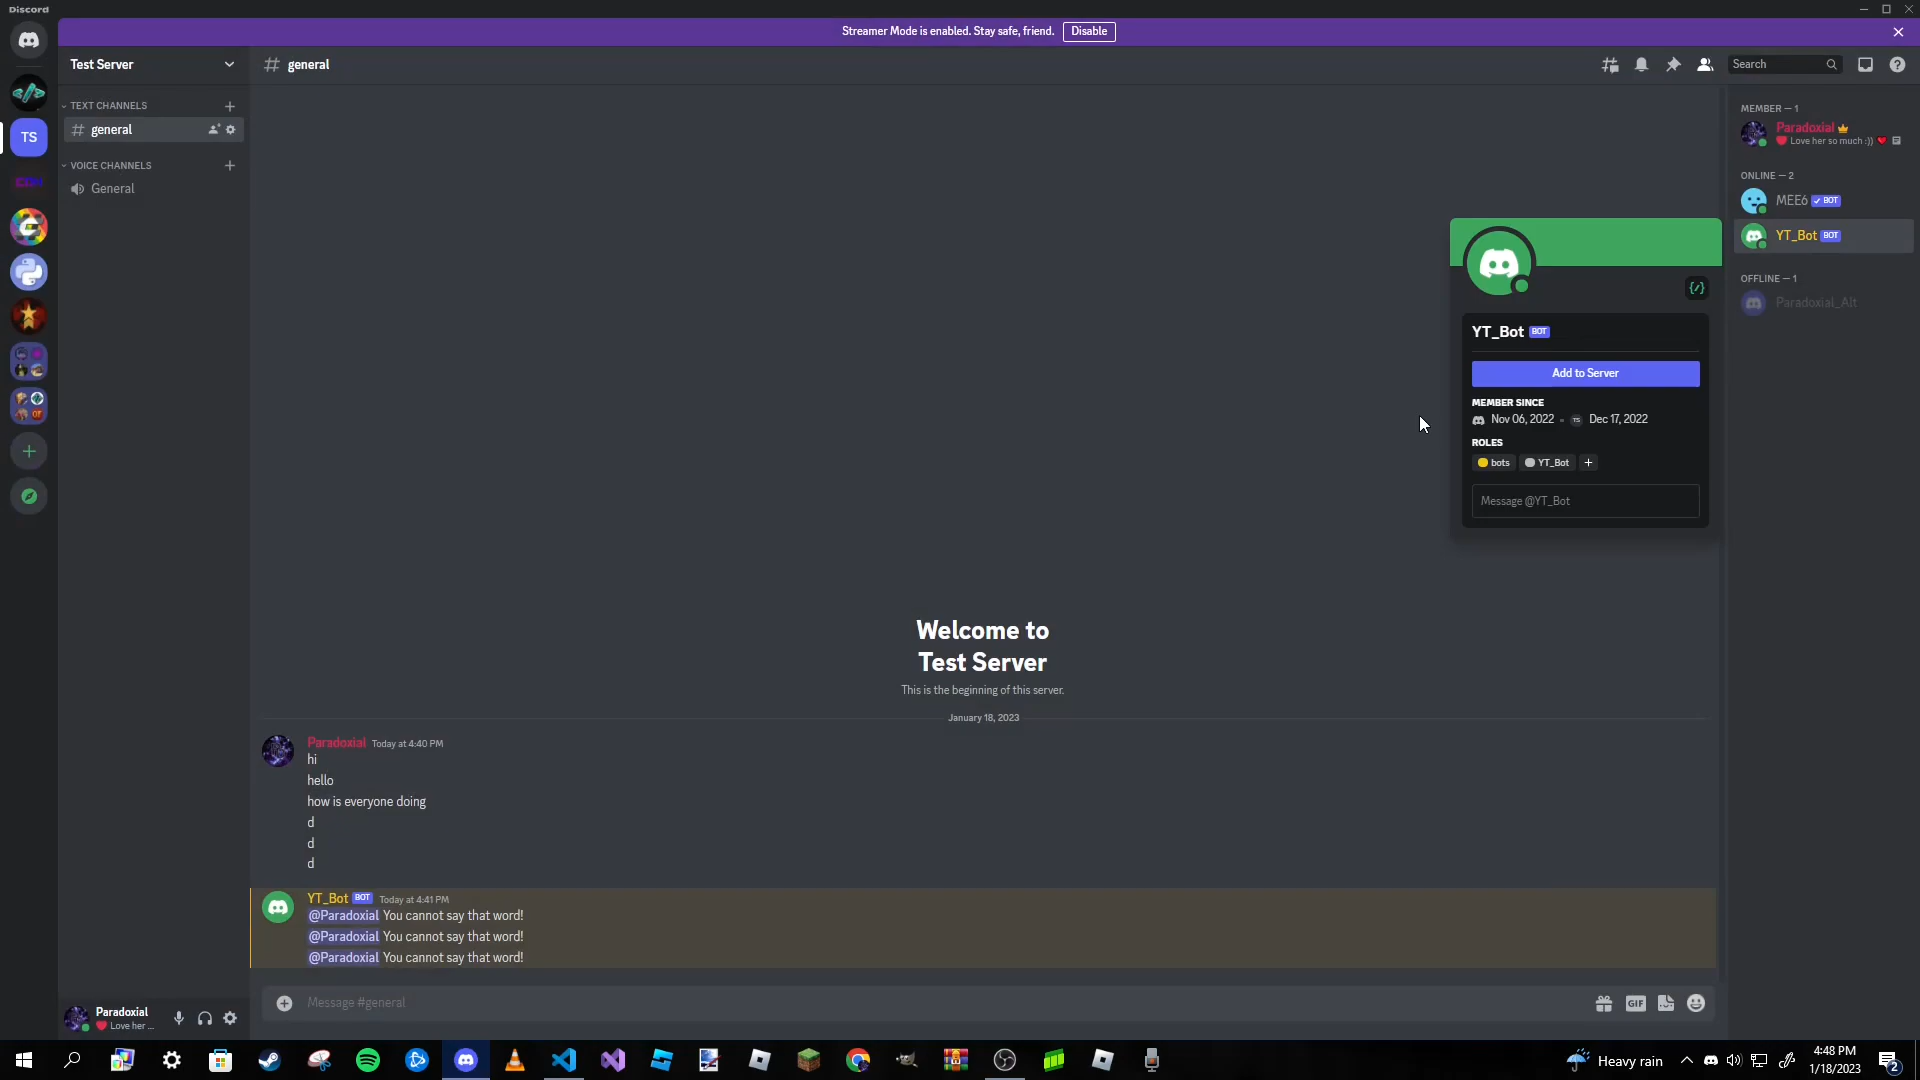 Discord
Streamer Mode is enabled. Stay safe, friend. Disable
Test Server
general
Search
TEXT CHANNELS
general
VOICE CHANNELS
General
TS
MEMBER — 1
Paradoxial
Love her so much :))
ONLINE — 2
MEE6 BOT
YT_Bot BOT
OFFLINE — 1
Paradoxial_Alt
YT_Bot BOT
Add to Server
MEMBER SINCE
Nov 06, 2022 TS Dec 17, 2022
ROLES
bots YT_Bot
Message @YT_Bot
Welcome to
Test Server
This is the beginning of this server.
January 18, 2023
Paradoxial Today at 4:40 PM
hi
hello
how is everyone doing
d
d
d
YT_Bot BOT Today at 4:41 PM
@Paradoxial You cannot say that word!
@Paradoxial You cannot say that word!
@Paradoxial You cannot say that word!
Message #general
GIF
Paradoxial
Love her ...
Heavy rain
4:48 PM
1/18/2023
2